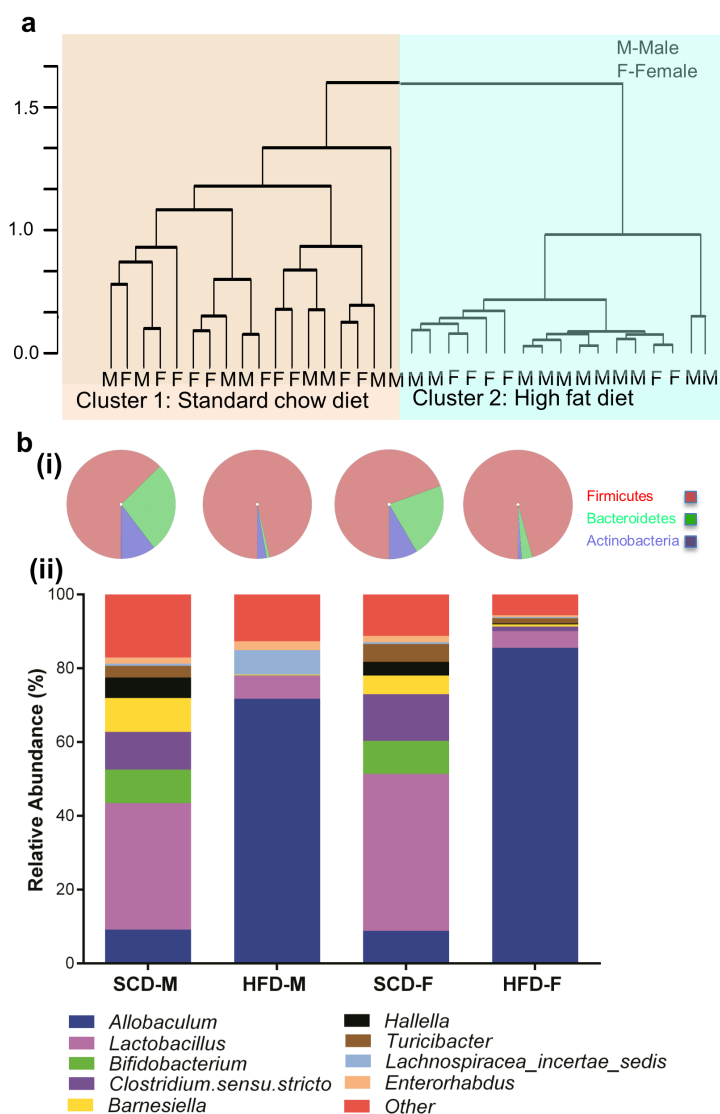 a
M-Male
F-Female
1.5
1.0
0.0
M F M F F F F M M F F F M M F F M M M M F F F F M M M M M M M F F M M
Cluster 1: Standard chow diet
Cluster 2: High fat diet
b
(i)
Firmicutes
Bacteroidetes
Actinobacteria
(ii)
Relative Abundance (%)
100
80
60
40
20
0
SCD-M
HFD-M
SCD-F
HFD-F
Allobaculum
Lactobacillus
Bifidobacterium
Clostridium.sensu.stricto
Barnesiella
Hallella
Turicibacter
Lachnospiracea_incertae_sedis
Enterorhabdus
Other